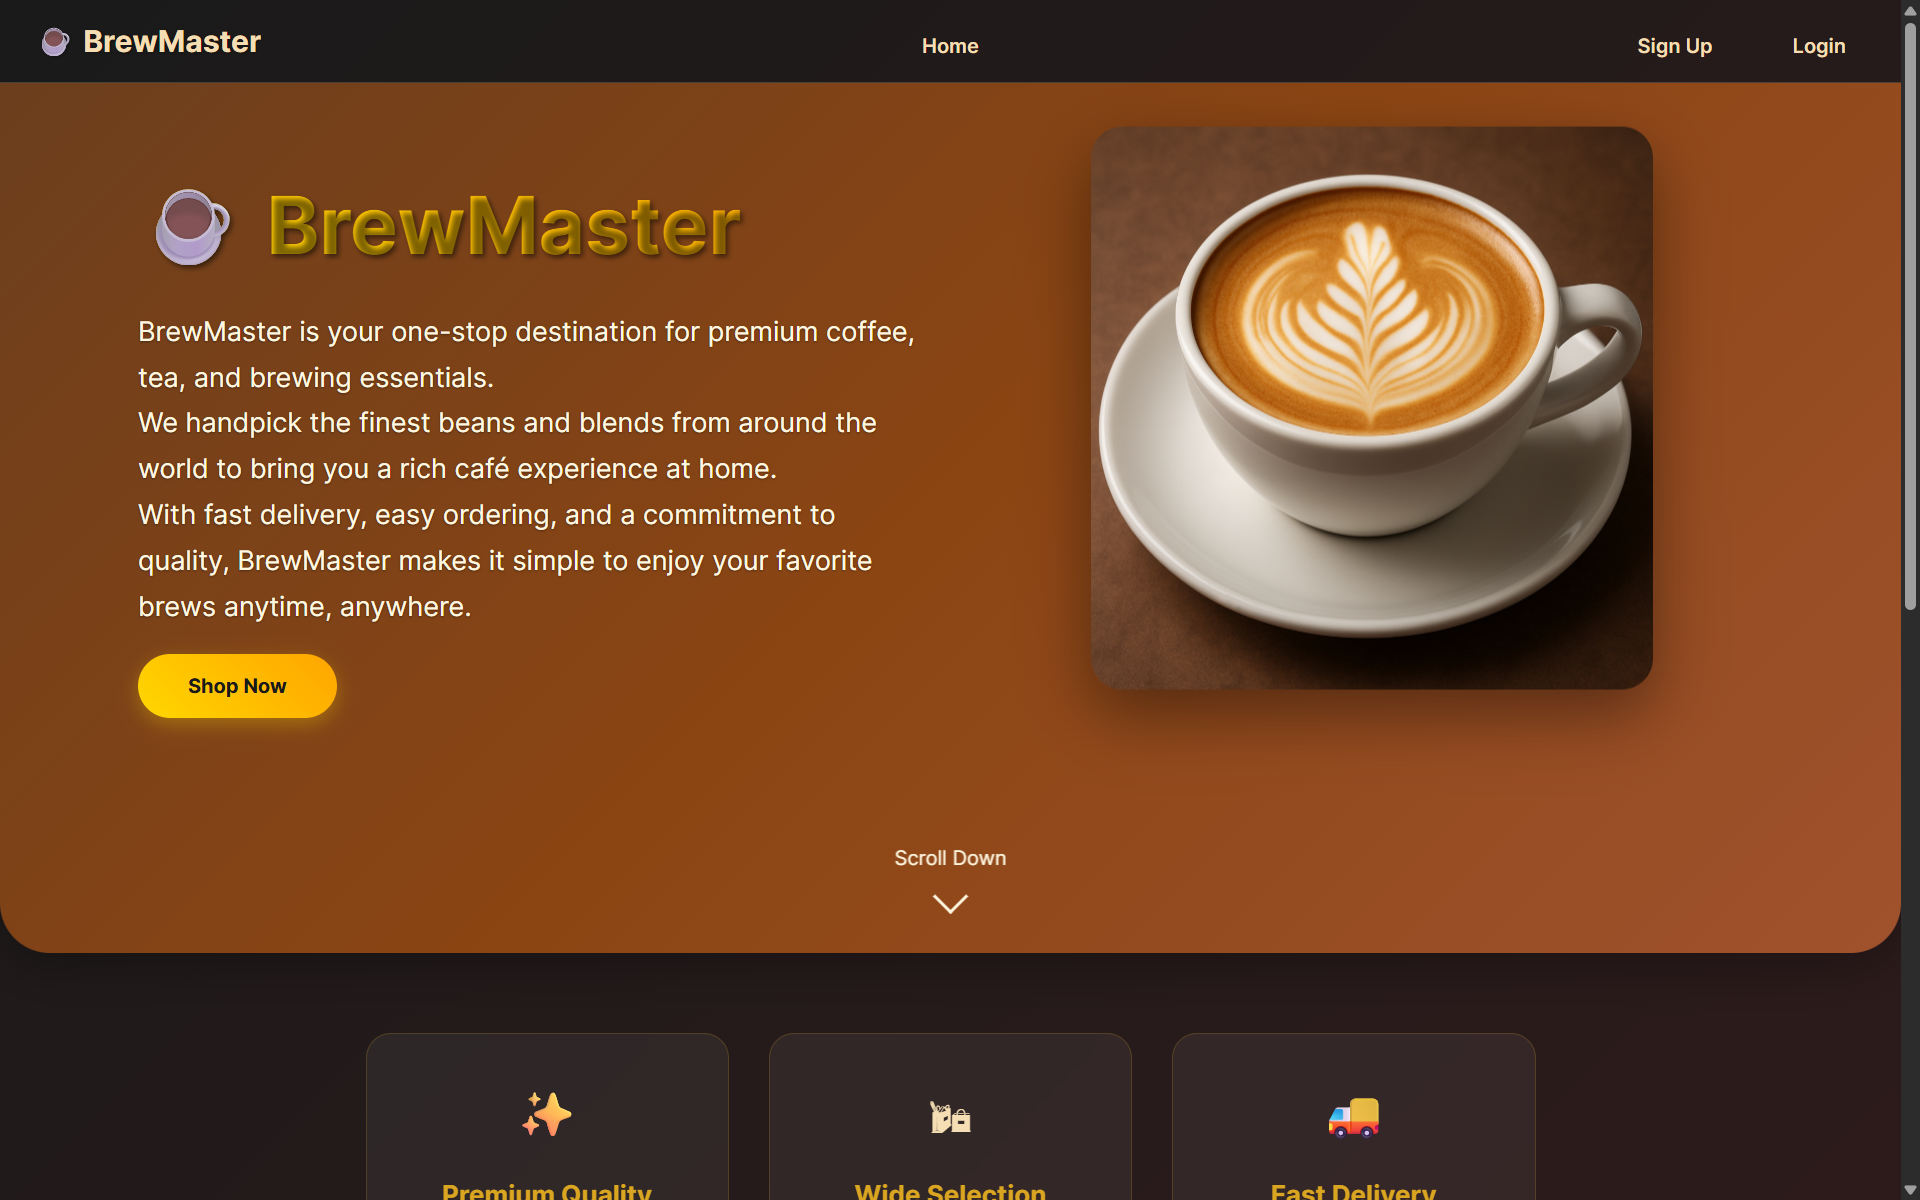 BrewMaster
Home
Sign Up
Login
BrewMaster
BrewMaster is your one-stop destination for premium coffee,
tea, and brewing essentials.
We handpick the finest beans and blends from around the
world to bring you a rich café experience at home.
With fast delivery, easy ordering, and a commitment to
quality, BrewMaster makes it simple to enjoy your favorite
brews anytime, anywhere.
Shop Now
Scroll Down
Premium Quality
Wide Selection
Fast Delivery